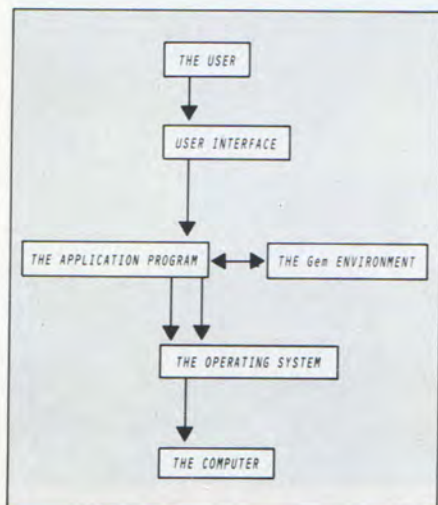 THE USER
USER INTERFACE
THE APPLICATION PROGRAM
THE Gem ENVIRONMENT
THE OPERATING SYSTEM
THE COMPUTER